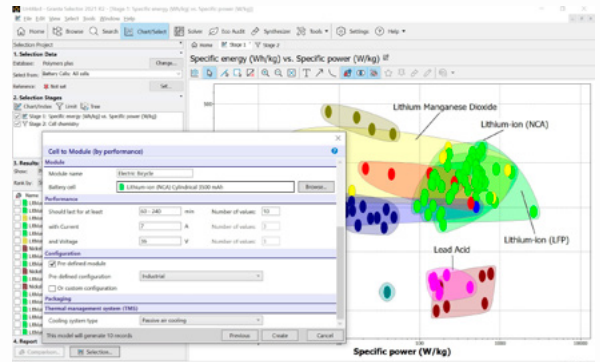 Untitled - Granta Selector 2021 R2 - [Stage 1: Specific energy (Wh/kg) vs. Specific power (W/kg)]
File Edit View Select Tools Window Help
Home Browse Search Chart/Select Solver Eco Audit Synthesizer Tools Settings Help
Selection Project
Home Stage 1 Stage 2
1. Selection Data
Database: Polymers plus Change...
Select from: Battery Cells: All cells
Reference: Not set Set...
2. Selection Stages
Chart/Index Limit Tree
Stage 1: Specific energy (Wh/kg) vs. Specific power (W/kg)
Stage 2: Cell chemistry
3. Results:
Show:
Rank by:
Name
4. Report
Comparison... Selection...
Specific energy (Wh/kg) vs. Specific power (W/kg)
500
Lithium Manganese Dioxide
Lithium-ion (NCA)
Lithium-ion (LFP)
Lead Acid
100
1000
10000
Specific power (W/kg)
Cell to Module (by performance)
Module
Module name Electric Bicycle
Battery cell Lithium-ion (NCA) Cylindrical 3500 mAh Browse...
Performance
Should last for at least 60 - 240 min Number of values: 10
with Current 7 A Number of values:
and Voltage 36 V Number of values:
Configuration
Pre-defined module
Pre-defined configuration Industrial
Or custom configuration
Packaging
Thermal management system (TMS)
Cooling system type Passive air cooling
This model will generate 10 records Previous Create Cancel